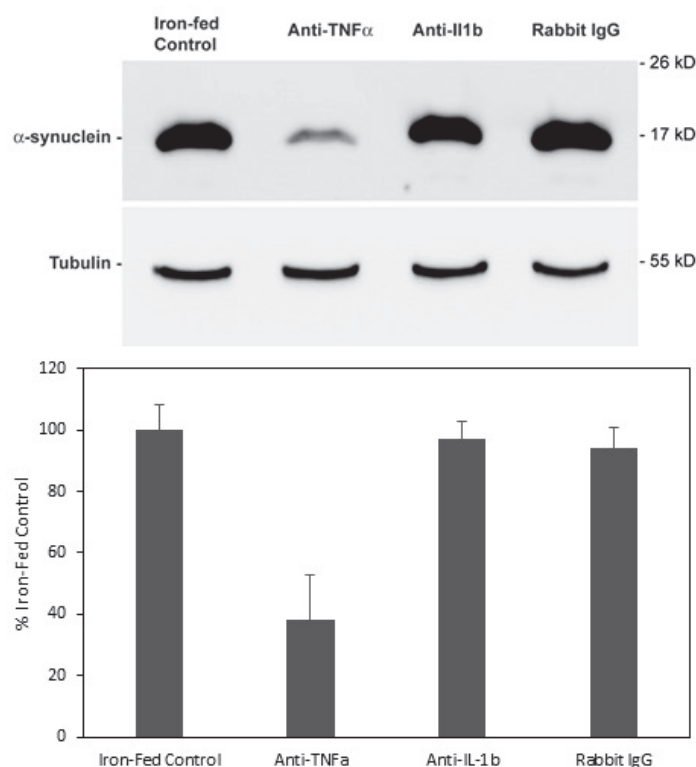 Iron-fed
Control
Anti-TNFα
Anti-Il1b
Rabbit IgG
- 26 kD
α-synuclein -
- 17 kD
Tubulin -
- 55 kD
120
100
80
60
40
20
0
% Iron-Fed Control
Iron-Fed Control
Anti-TNFa
Anti-IL-1b
Rabbit IgG